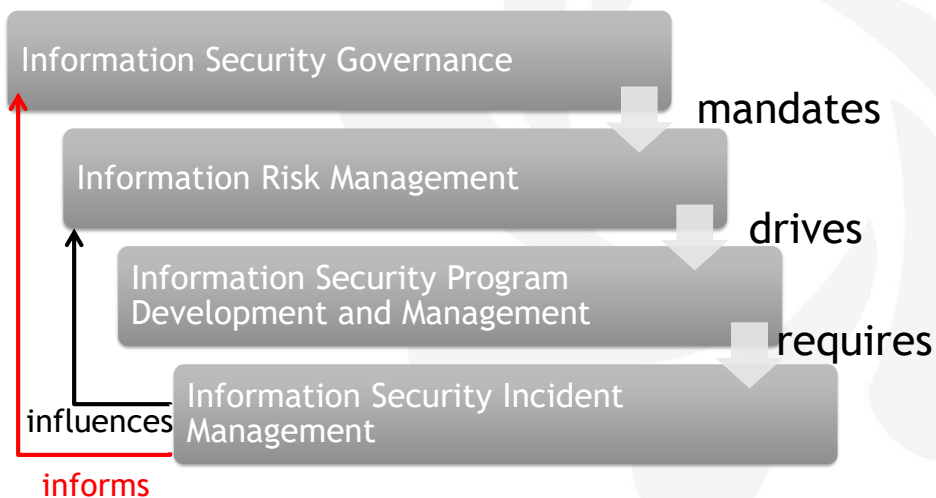 Information Security Governance
mandates
Information Risk Management
drives
Information Security Program
Development and Management
requires
Information Security Incident
Management
influences
informs